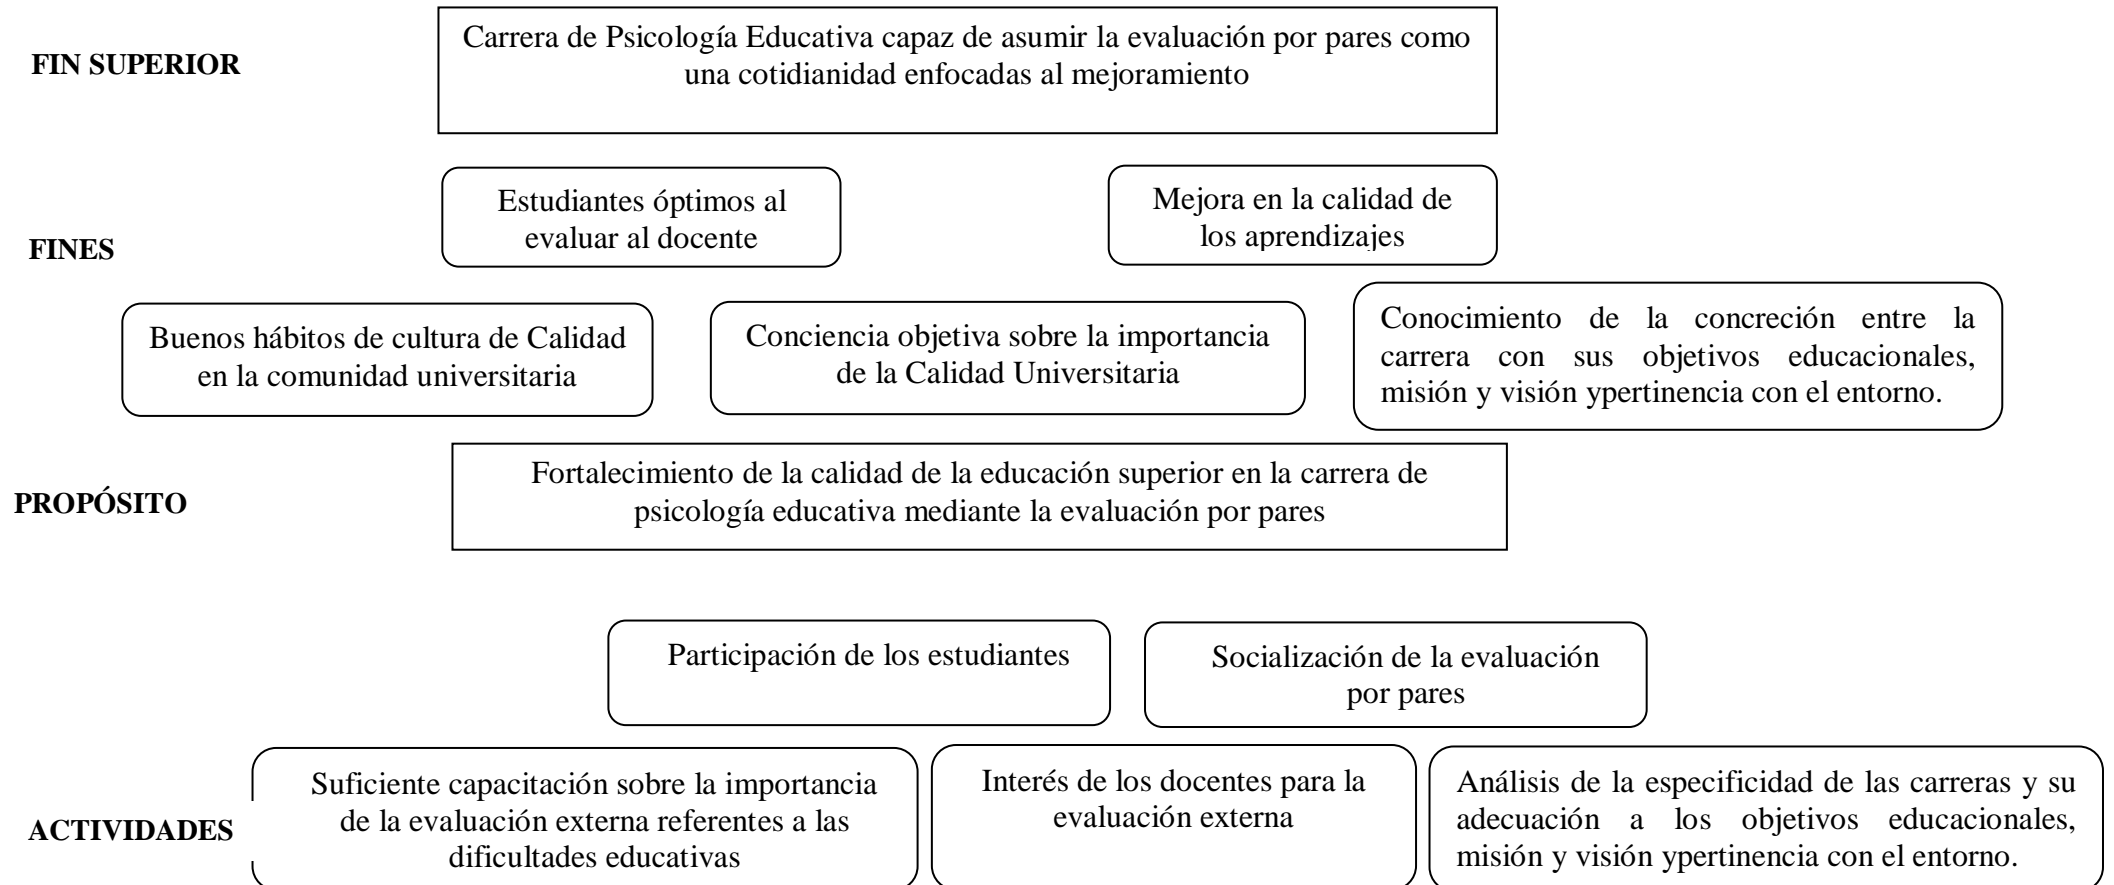 FIN SUPERIOR
Carrera de Psicología Educativa capaz de asumir la evaluación por pares como
una cotidianidad enfocadas al mejoramiento
FINES
Estudiantes óptimos al
evaluar al docente
Mejora en la calidad de
los aprendizajes
Buenos hábitos de cultura de Calidad
en la comunidad universitaria
Conciencia objetiva sobre la importancia
de la Calidad Universitaria
Conocimiento de la concreción entre la
carrera con sus objetivos educacionales,
misión y visión ypertinencia con el entorno.
PROPÓSITO
Fortalecimiento de la calidad de la educación superior en la carrera de
psicología educativa mediante la evaluación por pares
Participación de los estudiantes
Socialización de la evaluación
por pares
ACTIVIDADES
Suficiente capacitación sobre la importancia
de la evaluación externa referentes a las
dificultades educativas
Interés de los docentes para la
evaluación externa
Análisis de la especificidad de las carreras y su
adecuación a los objetivos educacionales,
misión y visión ypertinencia con el entorno.